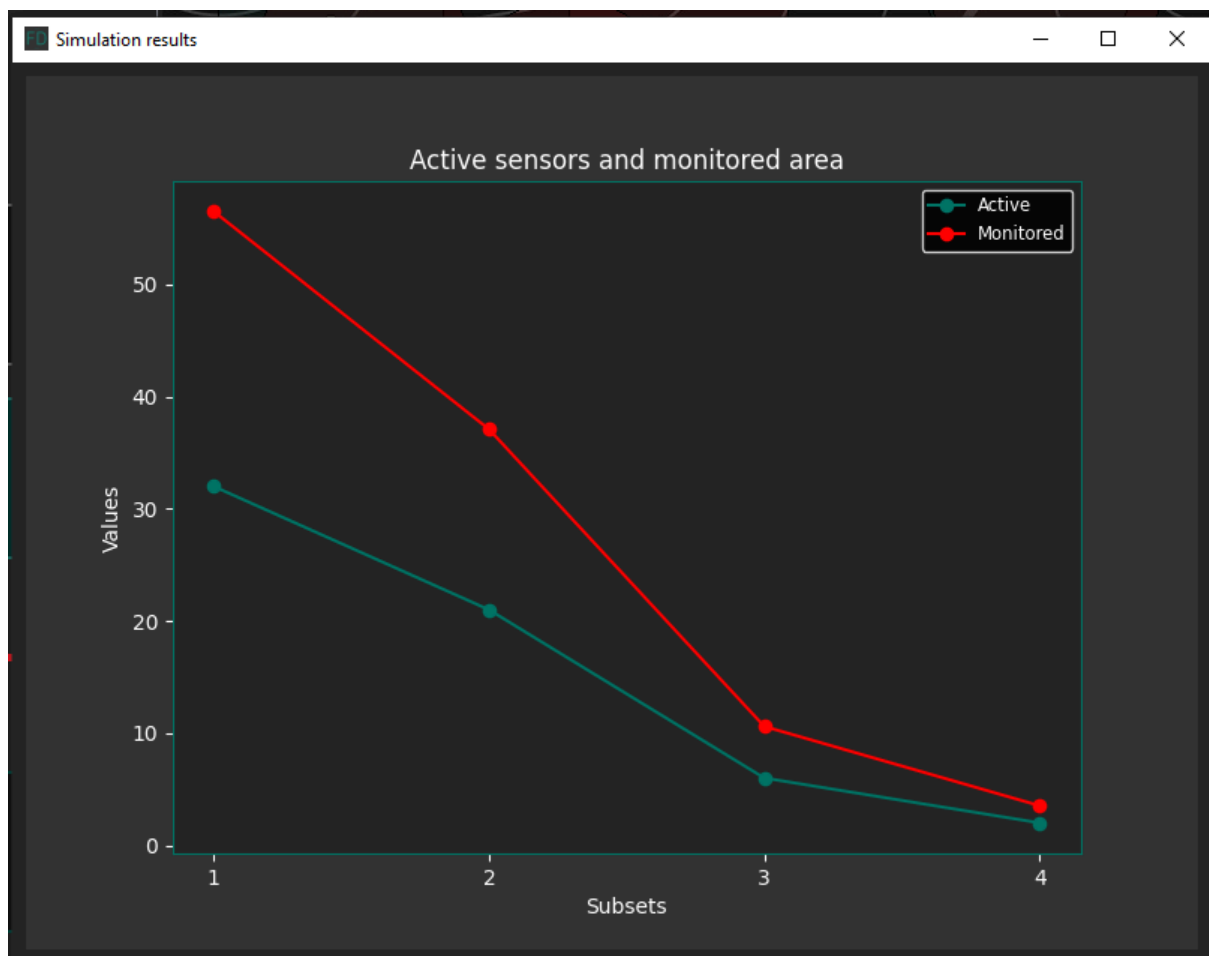 FD Simulation results
Active sensors and monitored area
Active
Monitored
50
40
30
20
10
0
Values
1 2 3 4
Subsets